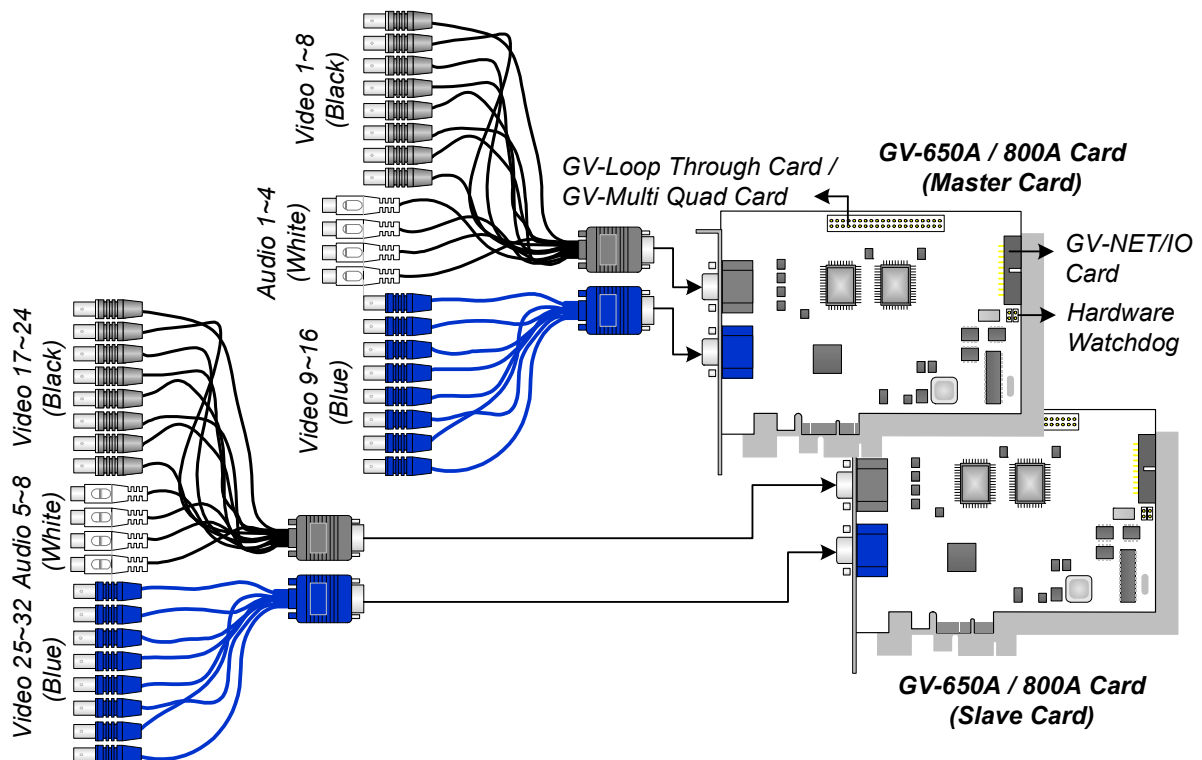 Video 1~8
(Black)
Audio 1~4
(White)
Video 9~16
(Blue)
GV-Loop Through Card /
GV-Multi Quad Card
GV-650A / 800A Card
(Master Card)
GV-NET/IO
Card
Hardware
Watchdog
Video 17~24
(Black)
Audio 5~8
(White)
Video 25~32
(Blue)
GV-650A / 800A Card
(Slave Card)